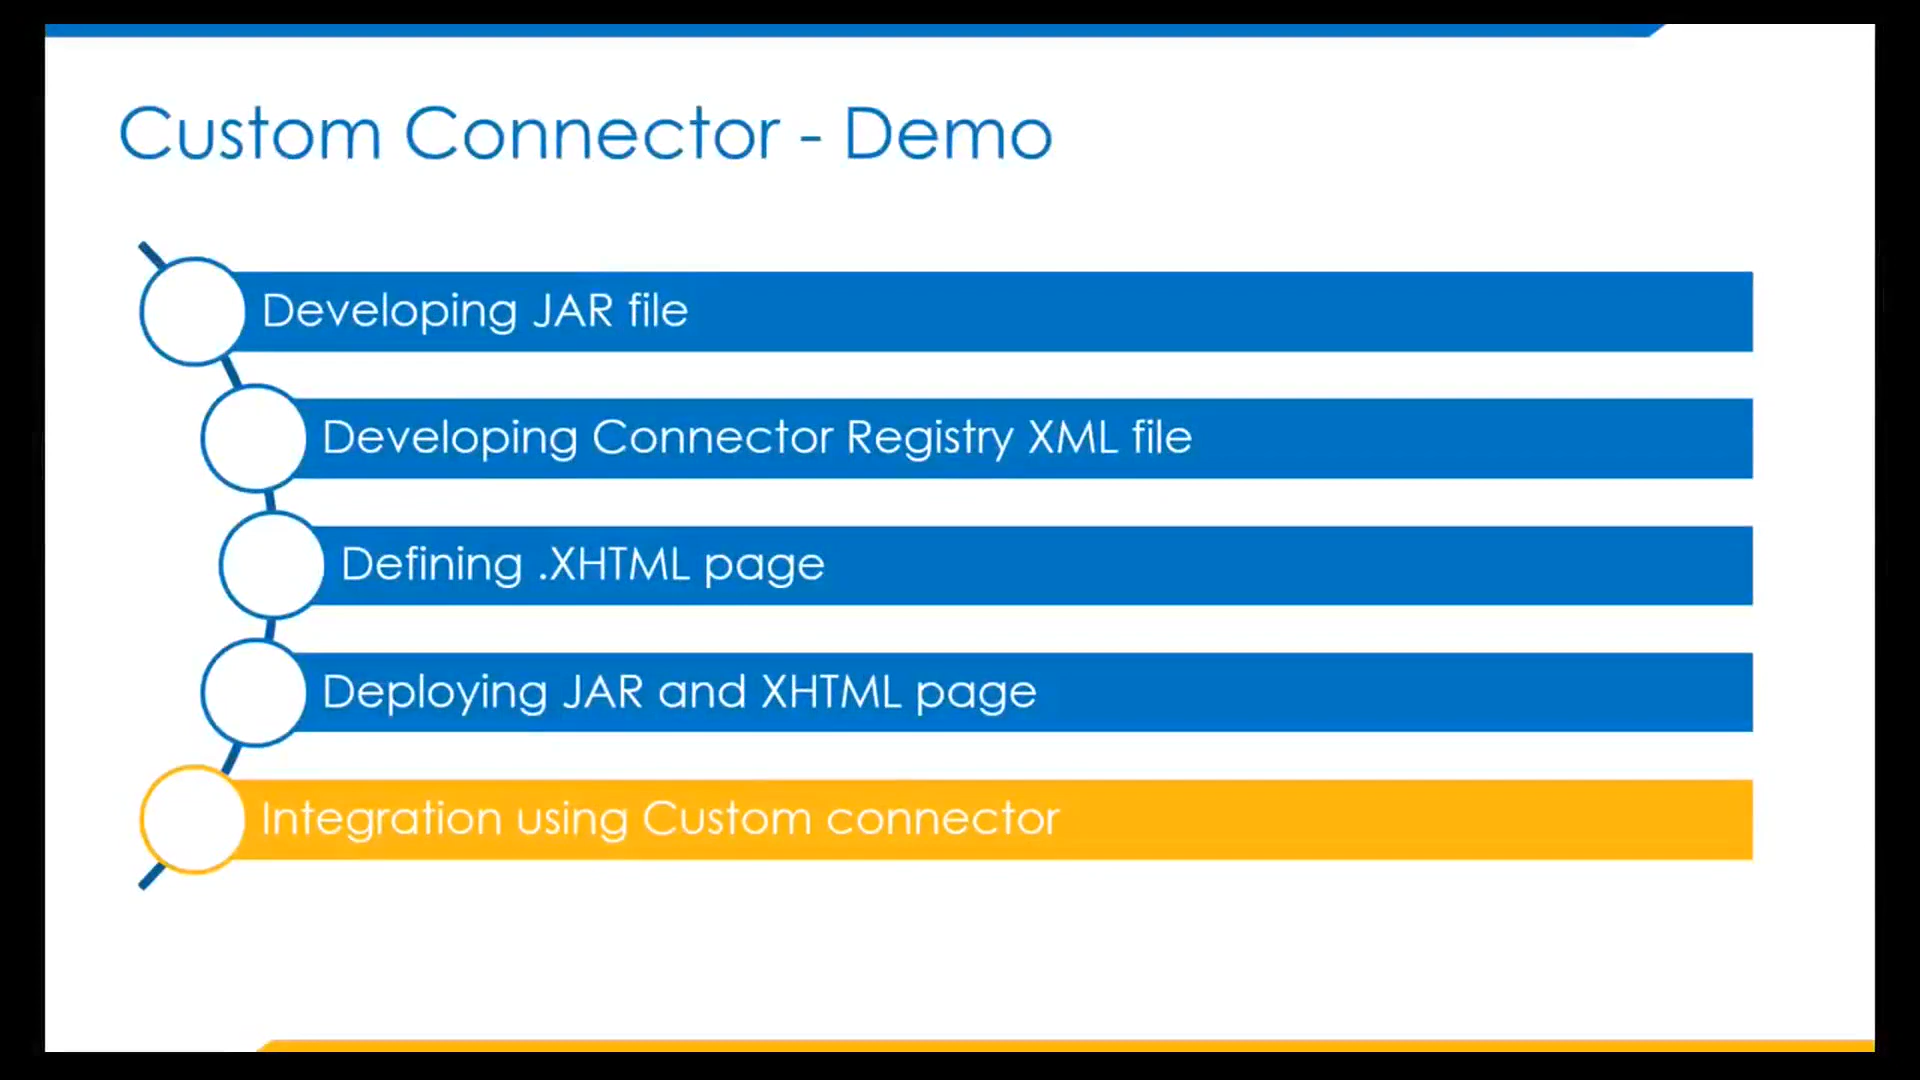 Custom Connector - Demo
Developing JAR file
Developing Connector Registry XML file
Defining .XHTML page
Deploying JAR and XHTML page
Integration using Custom connector